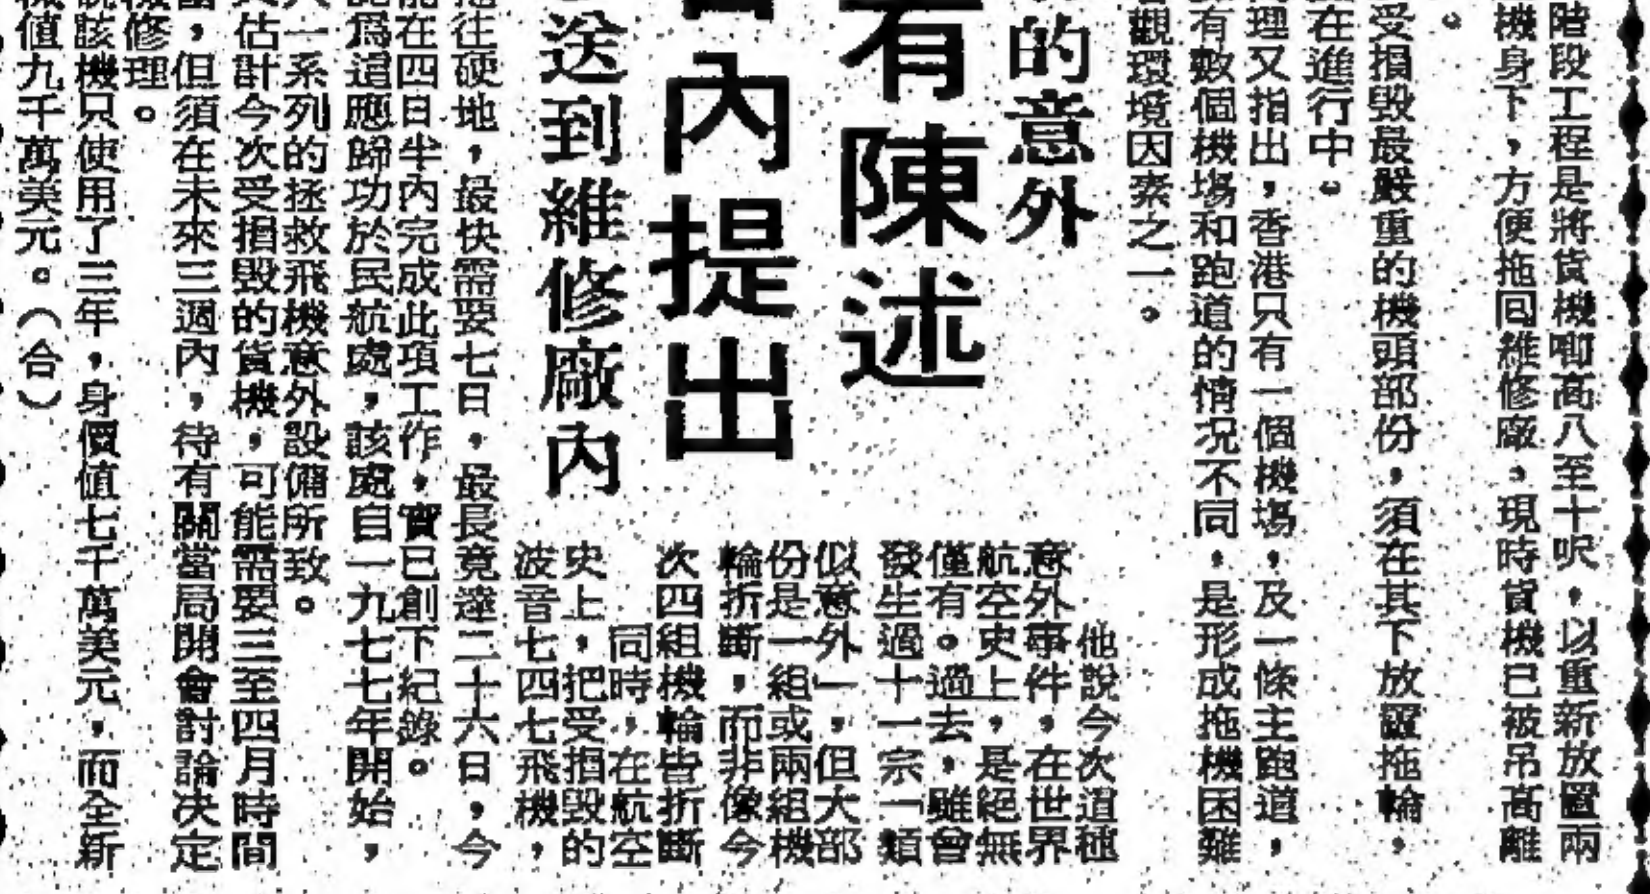 階段工程是將貨機唧高八至十呎，以重新放置兩
機身下，方便拖回維修廠。現時貨機已被吊高離
。
受損毀最嚴重的機頭部份，須在其下放置拖輪，
在進行中。
理又指出，香港只有一個機場，及一條主跑道，
有數個機場和跑道的情況不同，是形成拖機困難
觀環境因素之一。
的意外
有陳述
內提出
送到維修廠內
他說今次這種
意外事件，在世界
航空史上，是絕無
僅有。過去，雖曾
發生過十一宗「類
似意外」，但大部
份是一組或兩組機
輪折斷，而非像今
次四組機輪皆折斷
同時，在航空
史上，把受損毀的
波音七四七飛機，
往硬地，最快需要七日，最長竟達二十六日，今
在四日半內完成此項工作，實已創下紀錄。
為這應歸功於民航處，該處自一九七七年開始，
一系列的拯救飛機意外設備所致。
估計今次受損毀的貨機，可能需要三至四月時間
，但須在未來三週內，待有關當局開會討論決定
修理。
該機只使用了三年，身價值七千萬美元，而全新
值九千萬美元。（合）